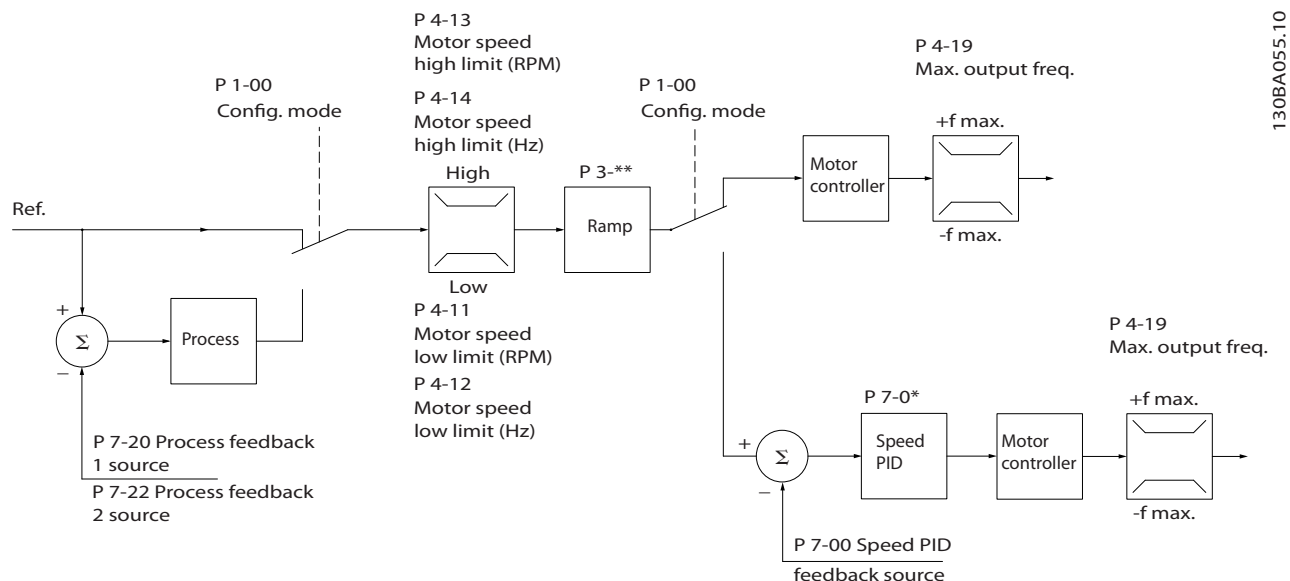 P 4-13
Motor speed
high limit (RPM)
P 4-14
Motor speed
high limit (Hz)
High
P 1-00
Config. mode
P 3-**
Ramp
P 1-00
Config. mode
Motor
controller
P 4-19
Max. output freq.
+f max.
-f max.
130BA055.10
Ref.
+
Σ
−
Process
P 7-20 Process feedback
1 source
P 7-22 Process feedback
2 source
Low
P 4-11
Motor speed
low limit (RPM)
P 4-12
Motor speed
low limit (Hz)
+
Σ
−
P 7-0*
Speed
PID
Motor
controller
P 4-19
Max. output freq.
+f max.
-f max.
P 7-00 Speed PID
feedback source